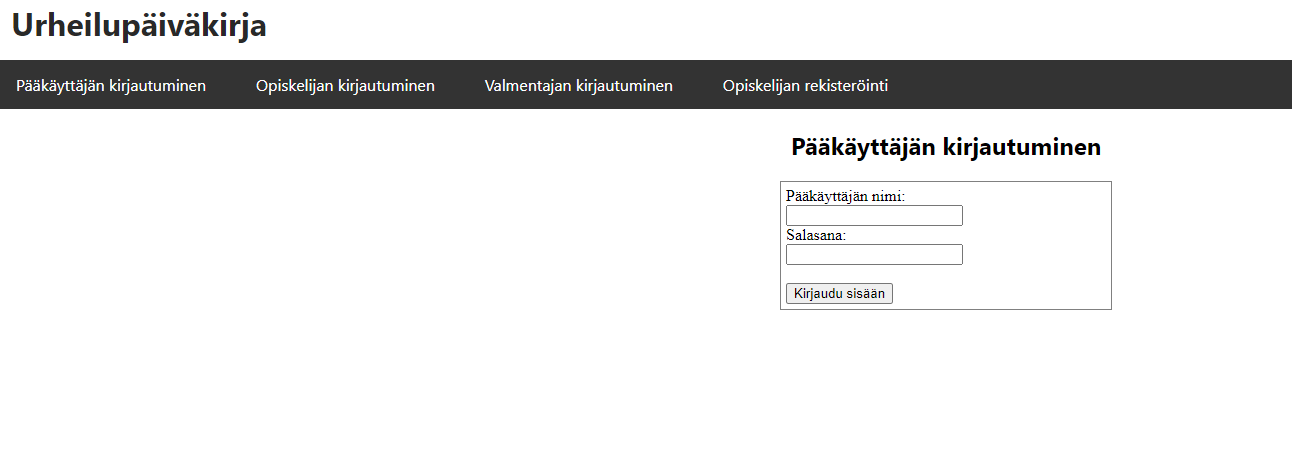 Urheilupäiväkirja
Pääkäyttäjän kirjautuminen Opiskelijan kirjautuminen Valmentajan kirjautuminen Opiskelijan rekisteröinti
Pääkäyttäjän kirjautuminen
Pääkäyttäjän nimi:
Salasana:
Kirjaudu sisään